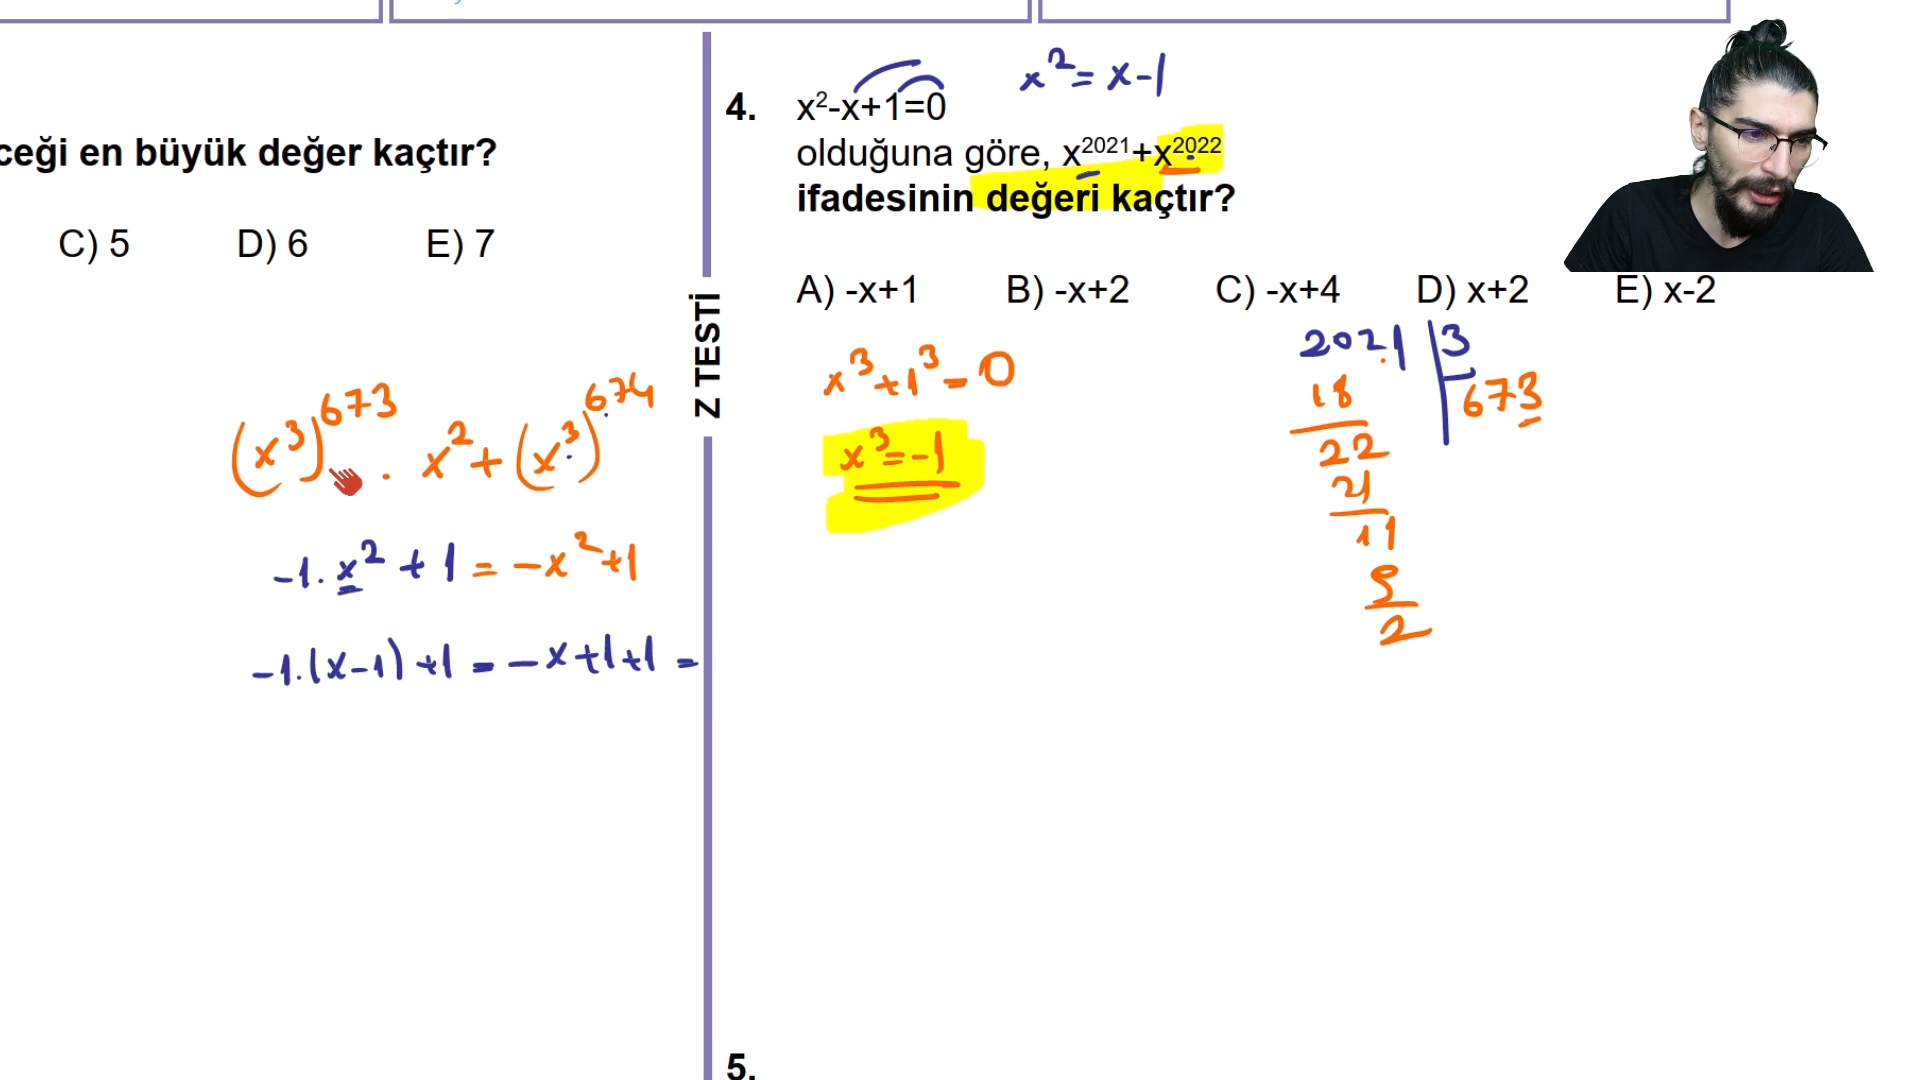 ceği en büyük değer kaçtır?
C) 5 D) 6 E) 7
(x³)⁶⁷³ . x² + (x³)⁶⁷⁴
-1. x² + 1 = -x² + 1
-1.(x-1) +1 = -x+1+1 =
Z TESTİ
4. x²-x+1=0 x² = x-1
olduğuna göre, x²⁰²¹+x²⁰²²
ifadesinin değeri kaçtır?
A) -x+1 B) -x+2 C) -x+4 D) x+2 E) x-2
x³+1³=0
x³=-1
2021 3
18 673
22
21
11
9
2
5.